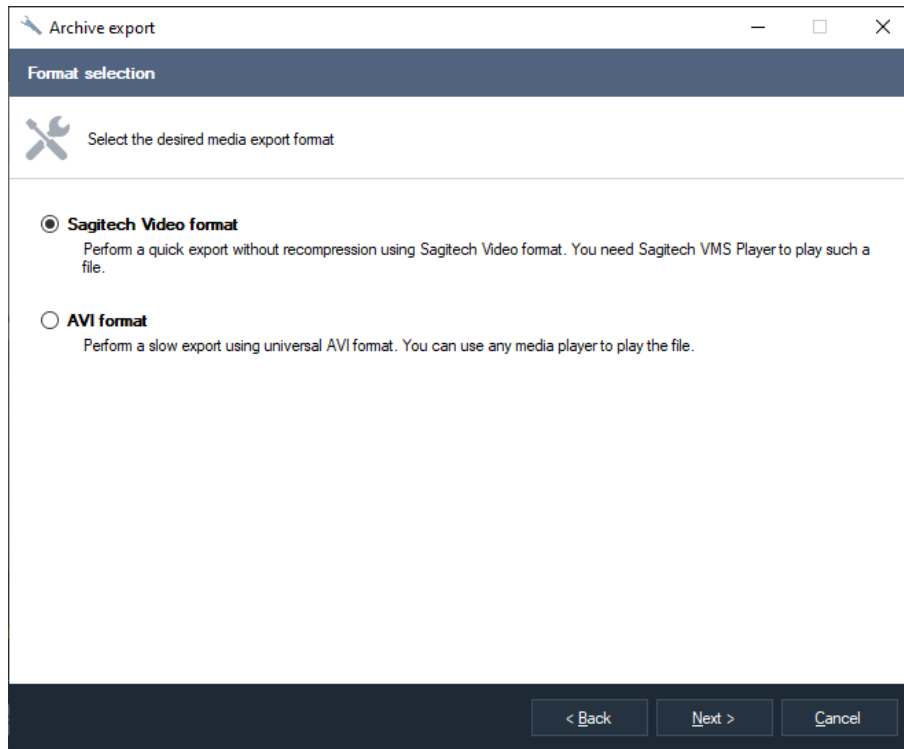 Archive export
Format selection
Select the desired media export format
Sagitech Video format
Perform a quick export without recompression using Sagitech Video format. You need Sagitech VMS Player to play such a
file.
AVI format
Perform a slow export using universal AVI format. You can use any media player to play the file.
< Back
Next >
Cancel